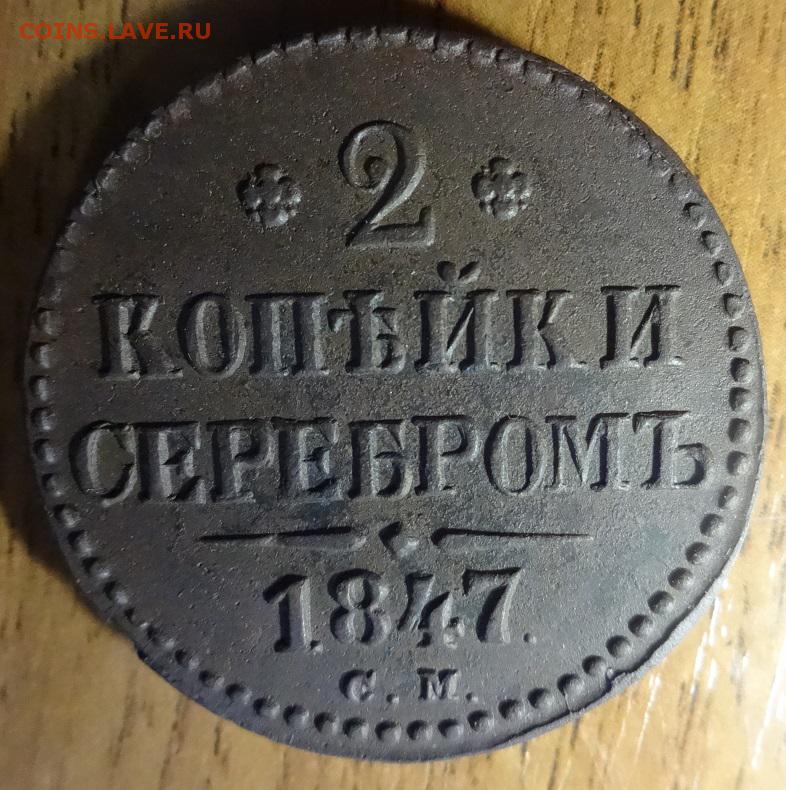 COINS.LAVE.RU
2
КОПѢЙКИ
СЕРЕБРОМЪ
1847.
С.М.